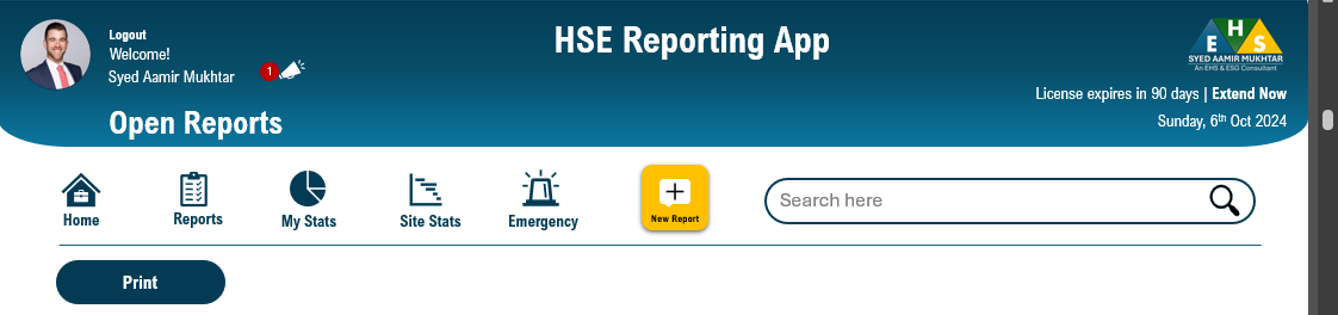 Logout
Welcome!
Syed Aamir Mukhtar
1
HSE Reporting App
E H S
SYED AAMIR MUKHTAR
An EHS & ESG Consultant
License expires in 90 days | Extend Now
Open Reports
Sunday, 6th Oct 2024
Home
Reports
My Stats
Site Stats
Emergency
New Report
Search here
Print